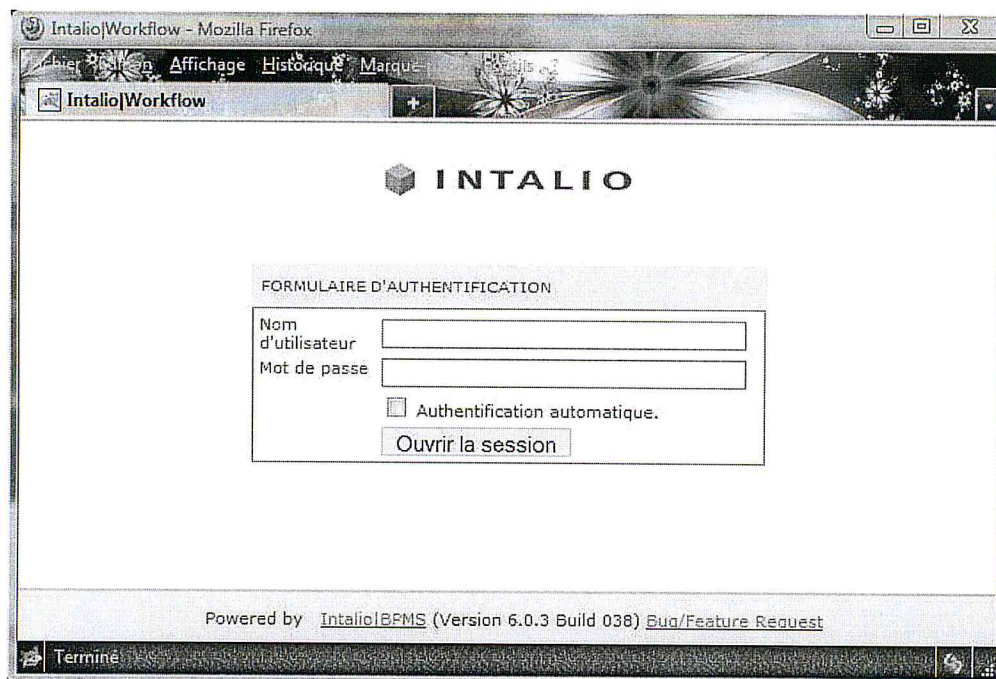 Intalio|Workflow - Mozilla Firefox
Affichage Historique
Intalio|Workflow
INTALIO
FORMULAIRE D'AUTHENTIFICATION
Nom
d'utilisateur
Mot de passe
Authentification automatique.
Ouvrir la session
Powered by Intalio|BPMS (Version 6.0.3 Build 038) Bug/Feature Request
Terminé